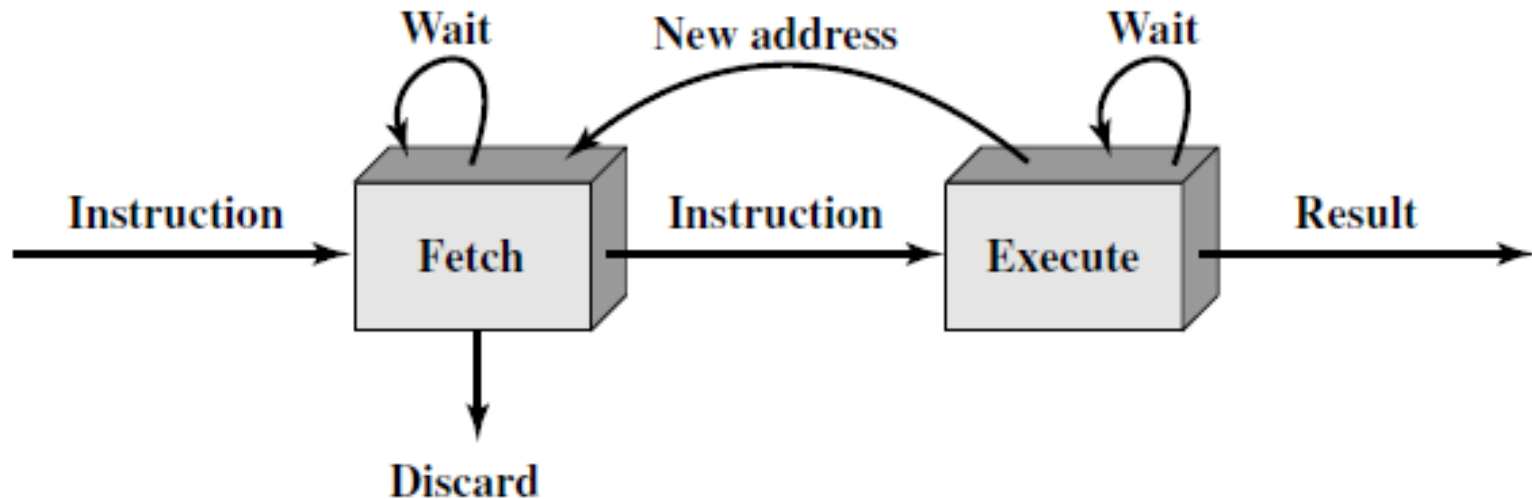 Wait
New address
Wait
Instruction
Fetch
Instruction
Execute
Result
Discard